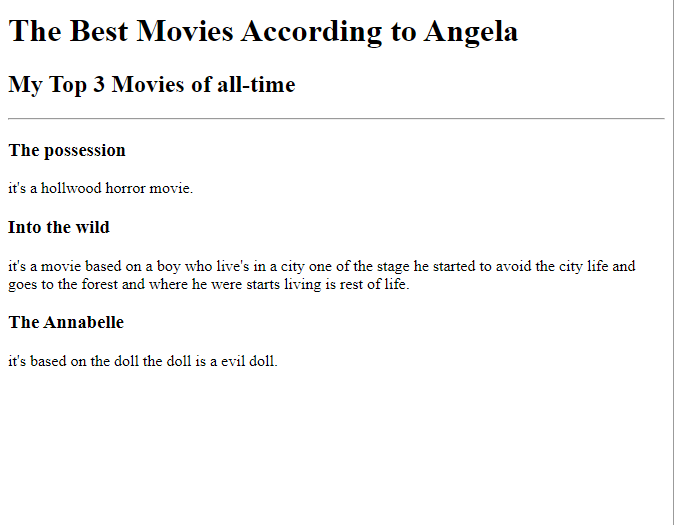 The Best Movies According to Angela
My Top 3 Movies of all-time
The possession
it's a hollwood horror movie.
Into the wild
it's a movie based on a boy who live's in a city one of the stage he started to avoid the city life and
goes to the forest and where he were starts living is rest of life.
The Annabelle
it's based on the doll the doll is a evil doll.